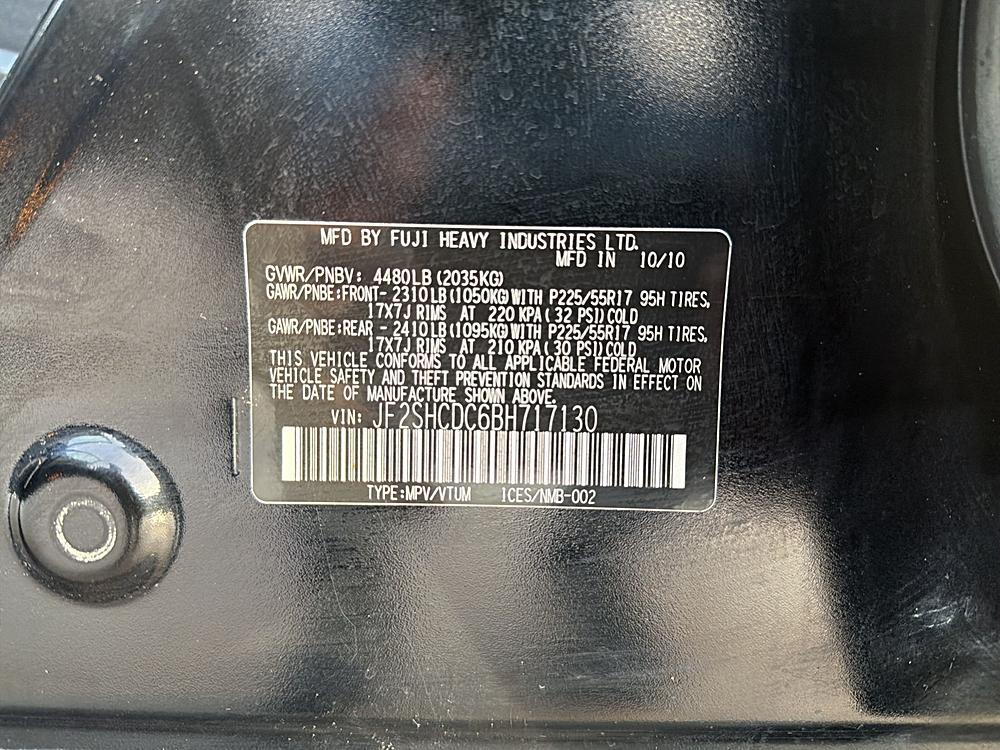 MFD BY FUJI HEAVY INDUSTRIES LTD.
MFD IN 10/10
GVWR/PNBV: 4480LB (2035KG)
GAWR/PNBE:FRONT- 2310LB (1050KG) WITH P225/55R17 95H TIRES,
17X7J RIMS AT 220 KPA ( 32 PSI) COLD
GAWR/PNBE:REAR - 2410LB (1095KG) WITH P225/55R17 95H TIRES,
17X7J RIMS AT 210 KPA ( 30 PSI) COLD
THIS VEHICLE CONFORMS TO ALL APPLICABLE FEDERAL MOTOR
VEHICLE SAFETY AND THEFT PREVENTION STANDARDS IN EFFECT ON
THE DATE OF MANUFACTURE SHOWN ABOVE.
VIN: JF2SHCDC6BH717130
TYPE:MPV/VTUM ICES/NMB-002